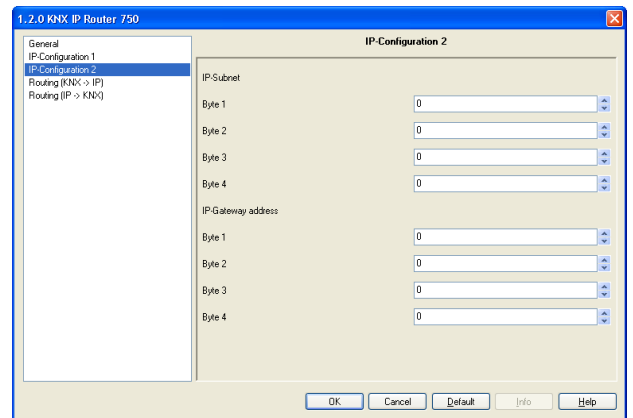 1.2.0 KNX IP Router 750
General
IP-Configuration 1
IP-Configuration 2
Routing (KNX -> IP)
Routing (IP -> KNX)
IP-Configuration 2
IP-Subnet
Byte 1 0
Byte 2 0
Byte 3 0
Byte 4 0
IP-Gateway address
Byte 1 0
Byte 2 0
Byte 3 0
Byte 4 0
OK Cancel Default Info Help